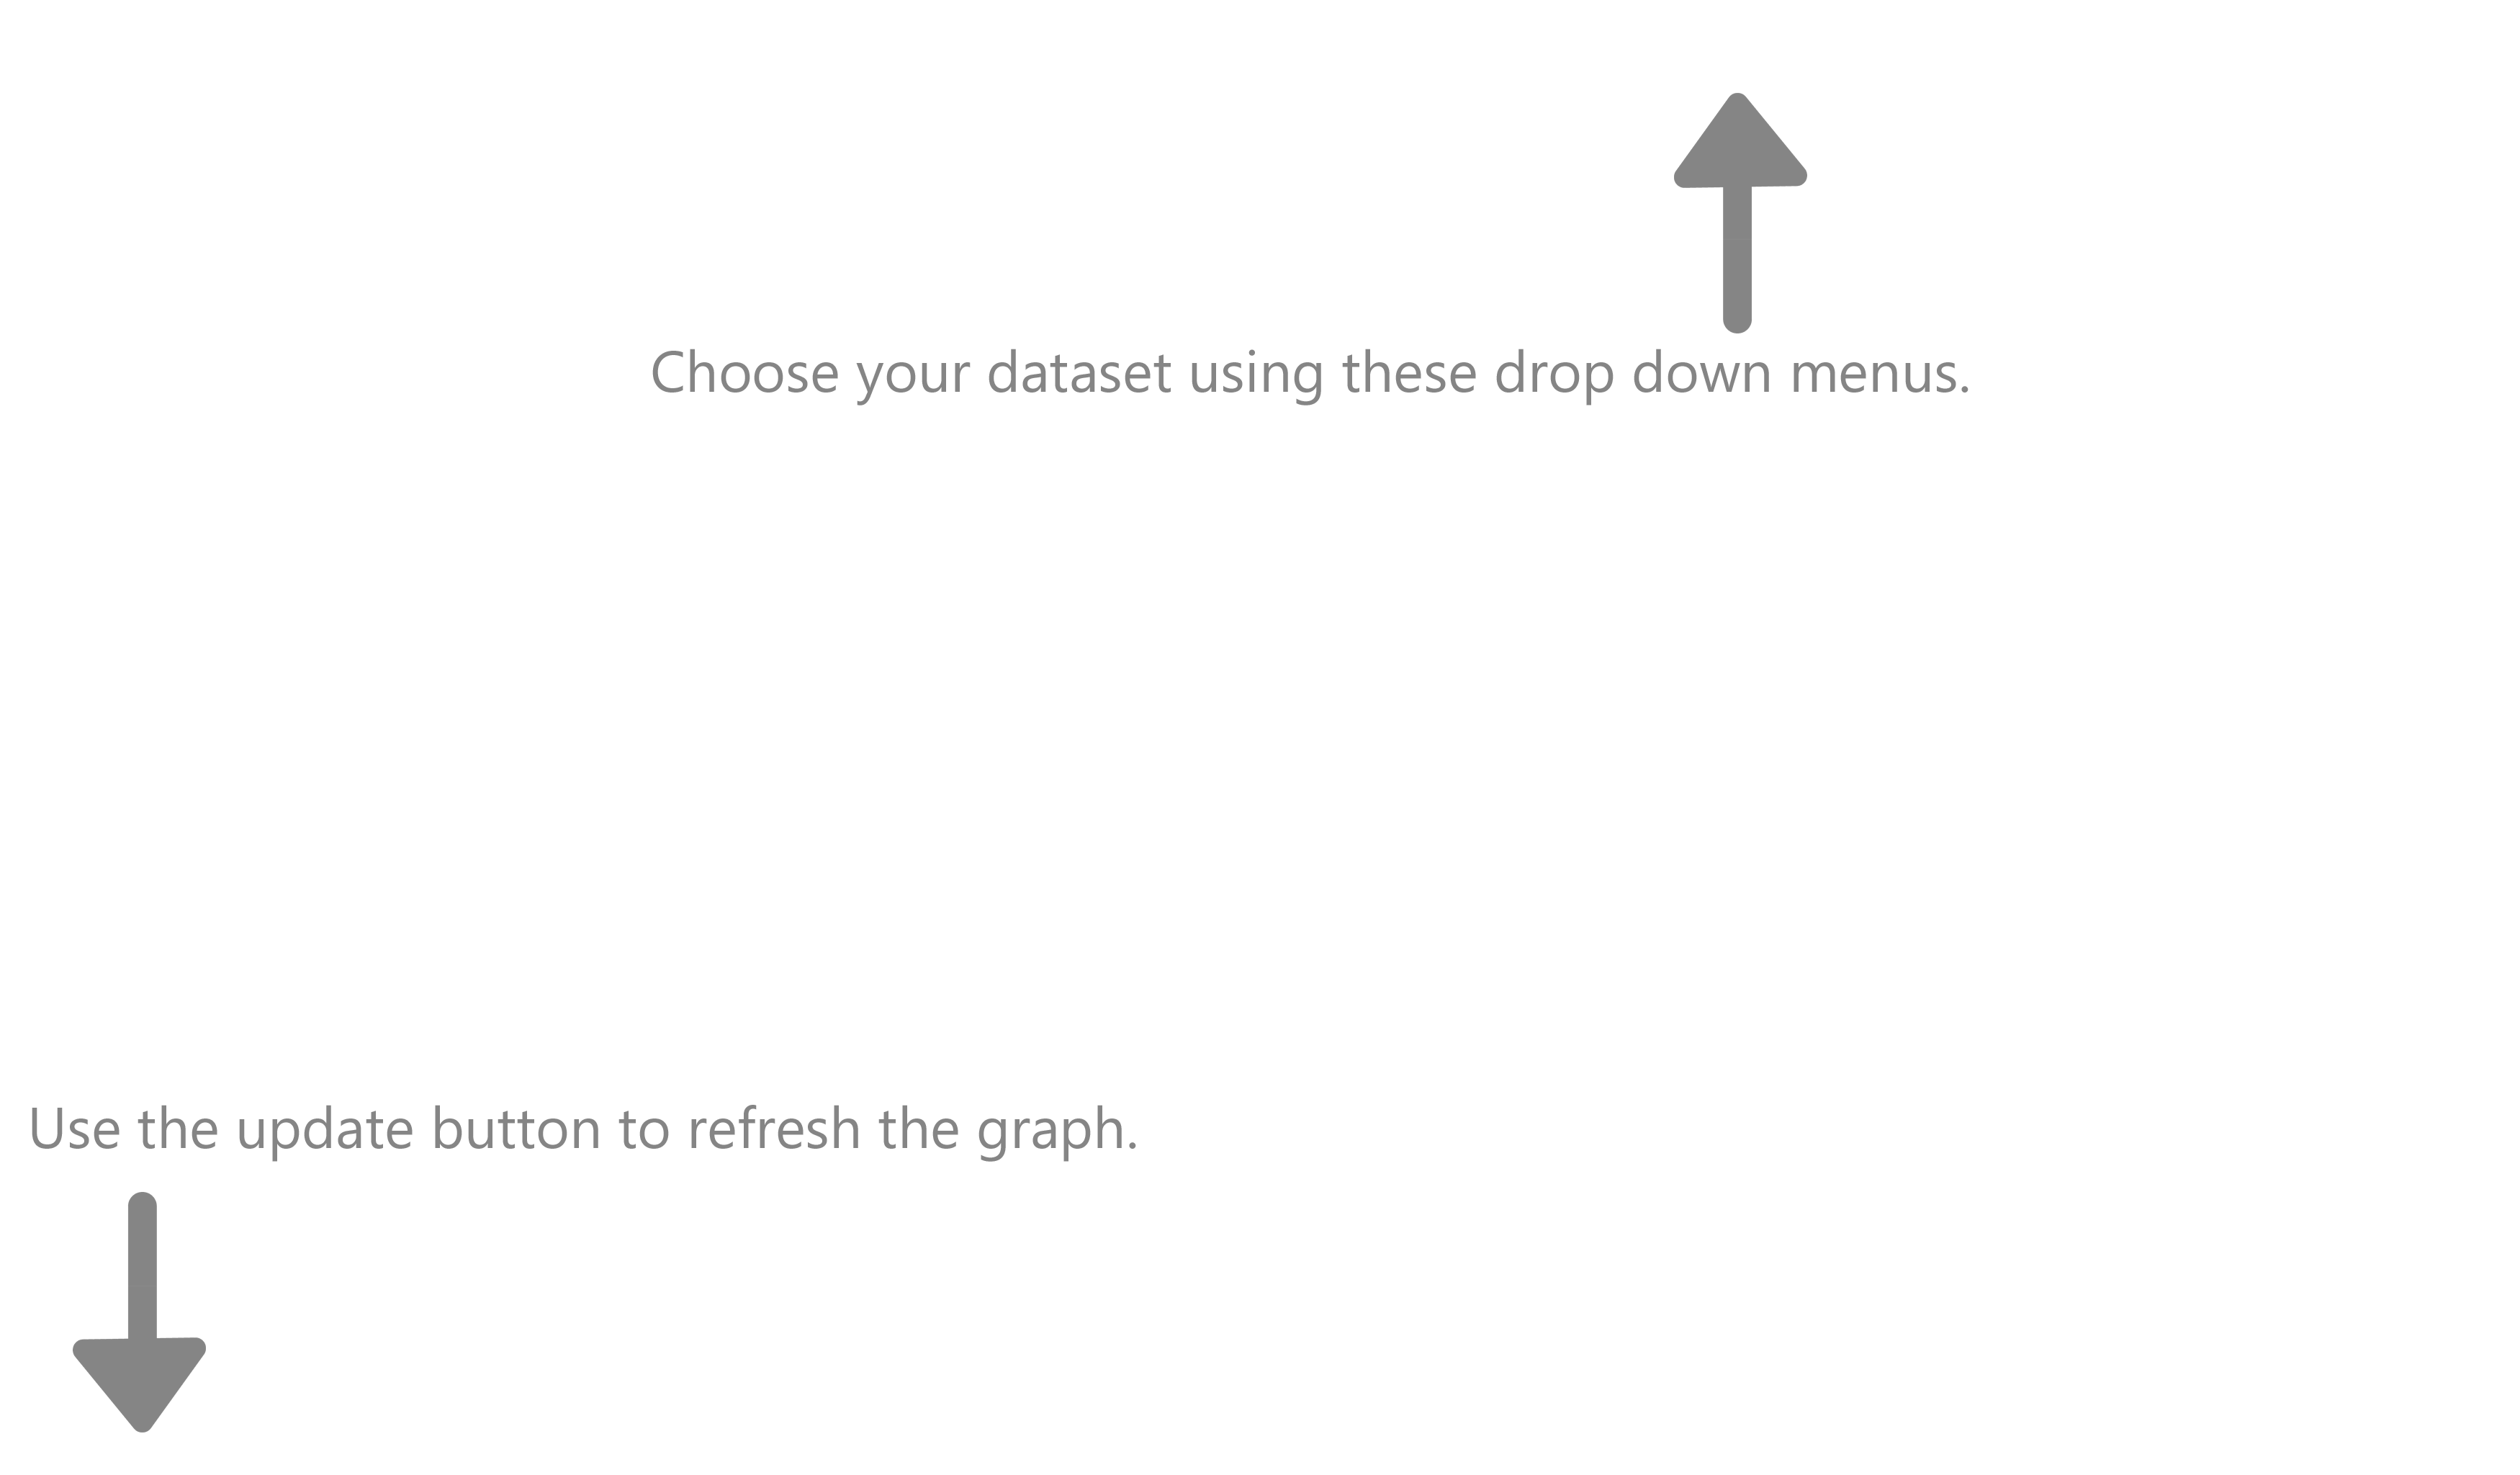 Choose your dataset using these drop down menus.
Use the update button to refresh the graph.